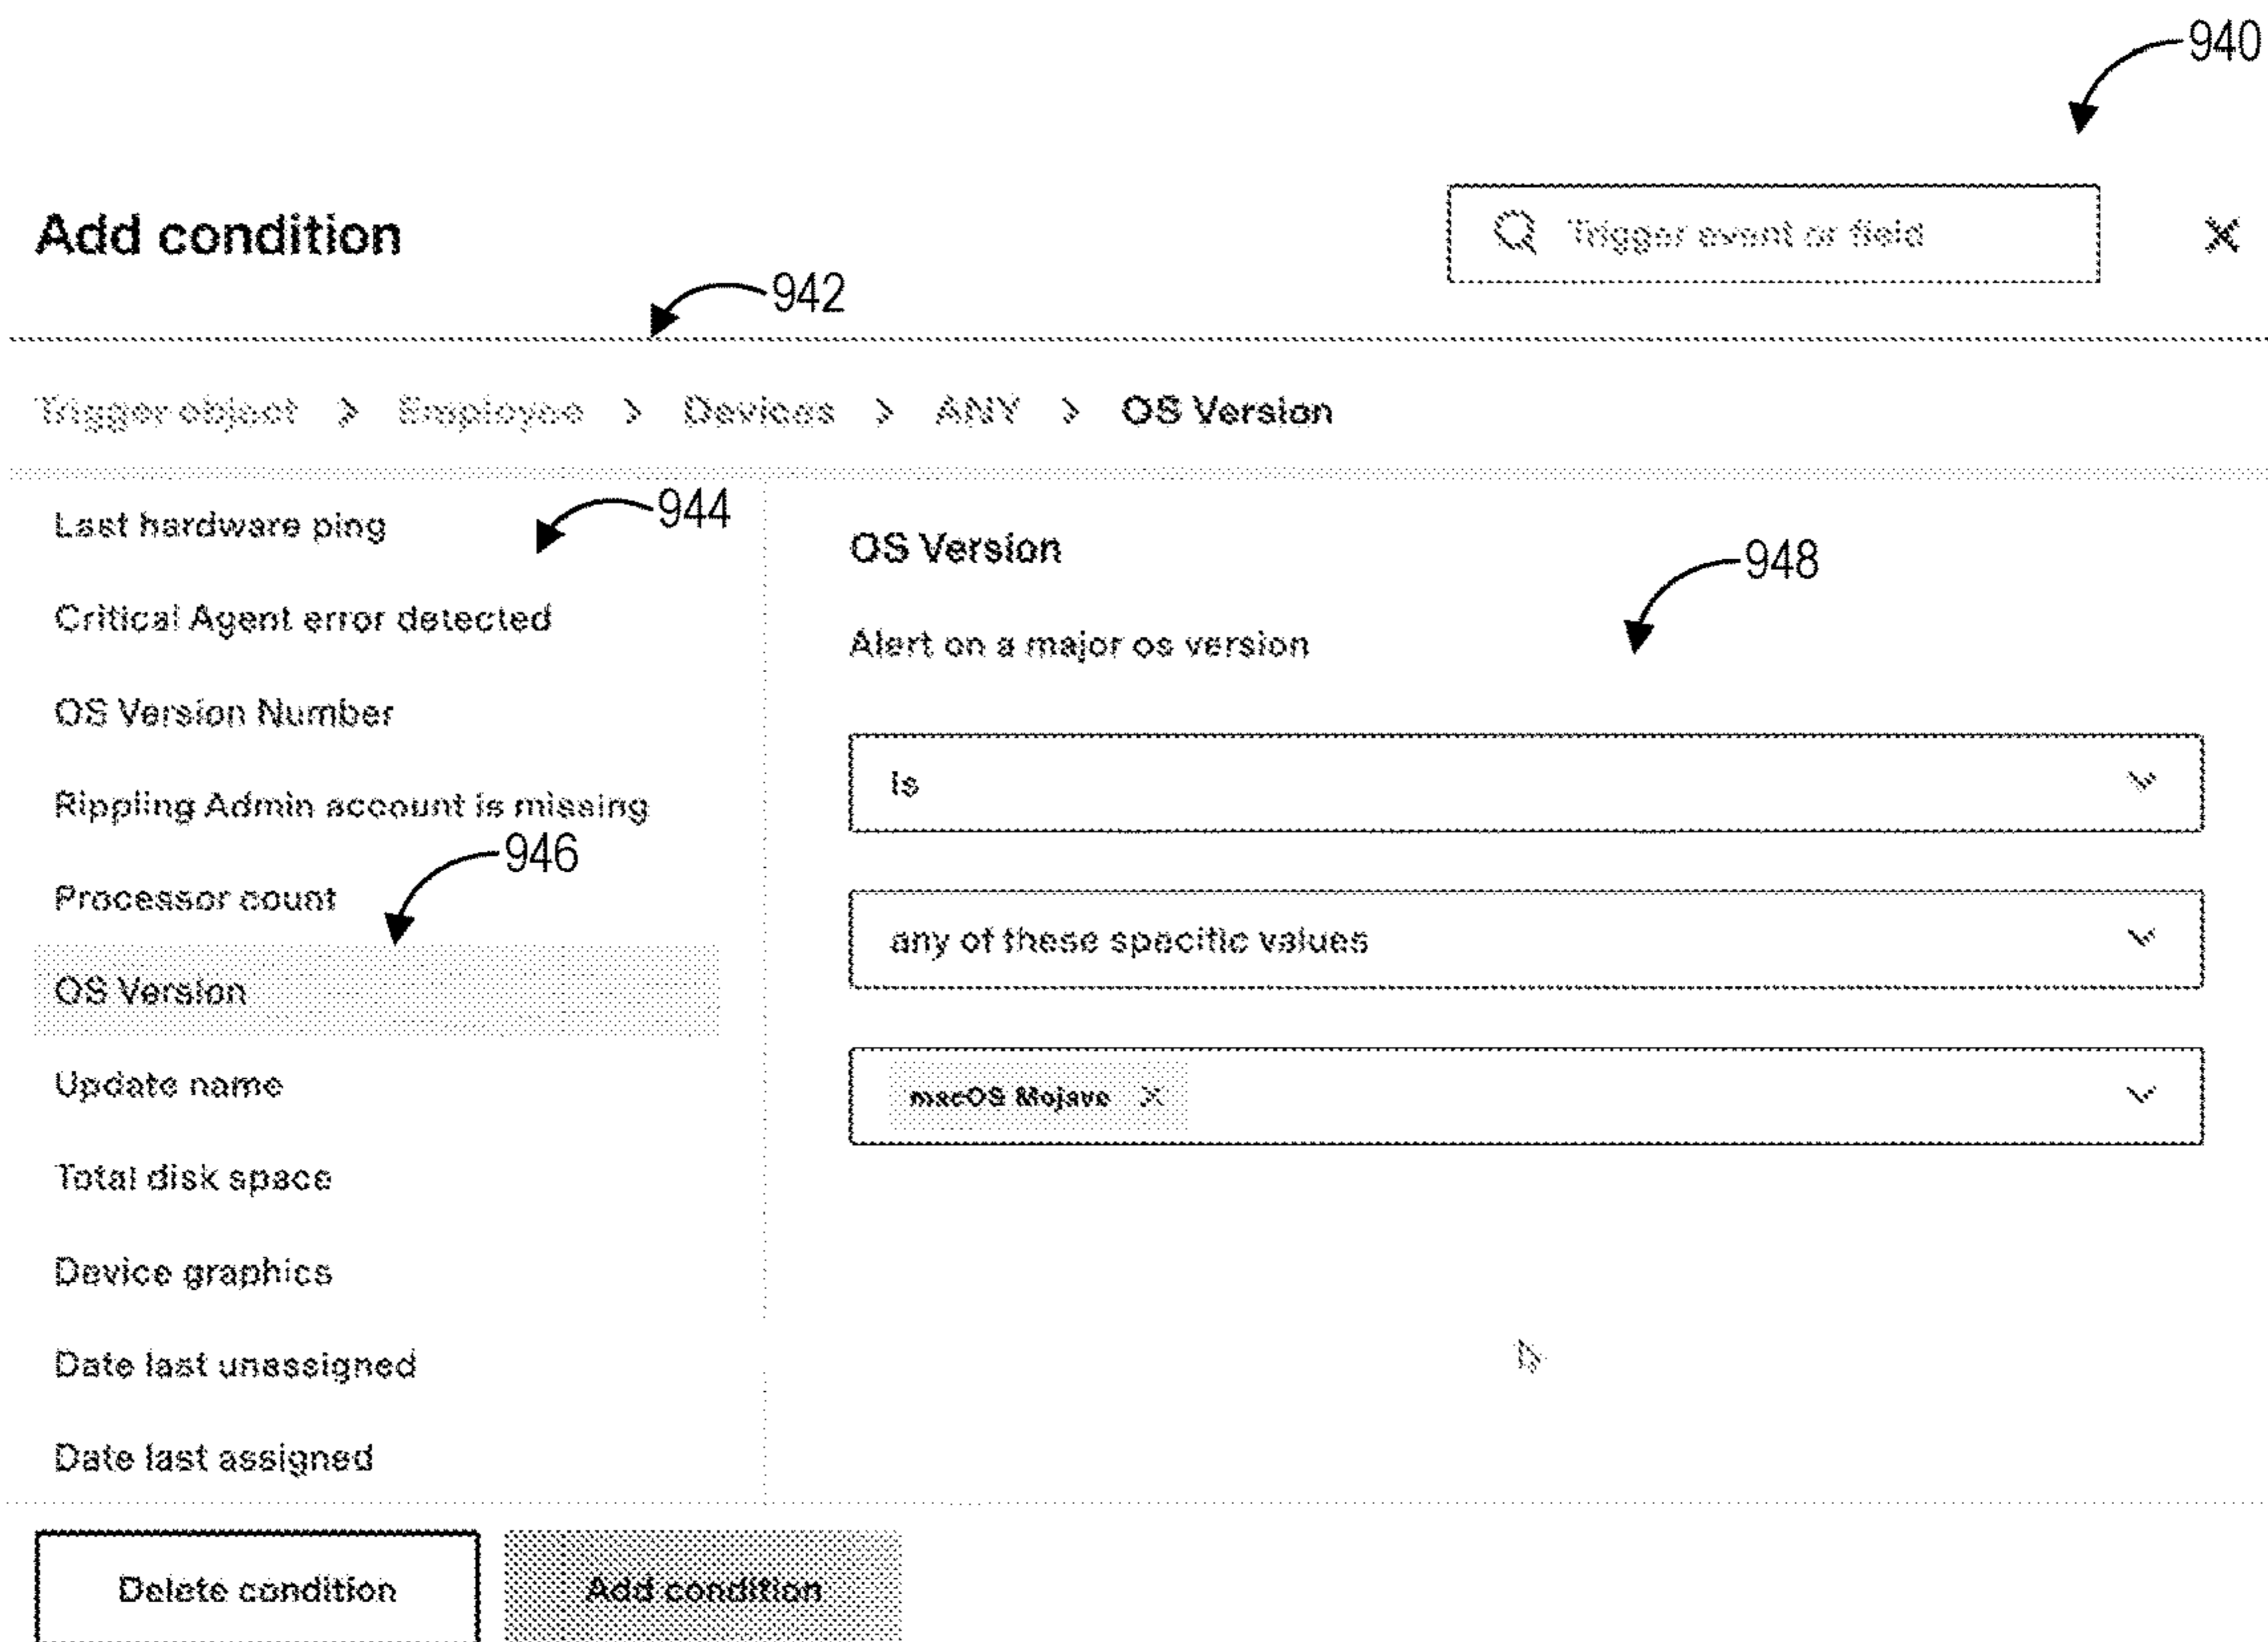 940
Add condition
Trigger event or field
942
Trigger object > Employee > Devices > ANY > OS Version
Last hardware ping
944
Critical Agent error detected
OS Version Number
Rippling Admin account is missing
946
Processor count
OS Version
Update name
Total disk space
Device graphics
Date last unassigned
Date last assigned
OS Version
948
Alert on a major os version
Is
any of these specific values
macOS Mojave
Delete condition
Add condition